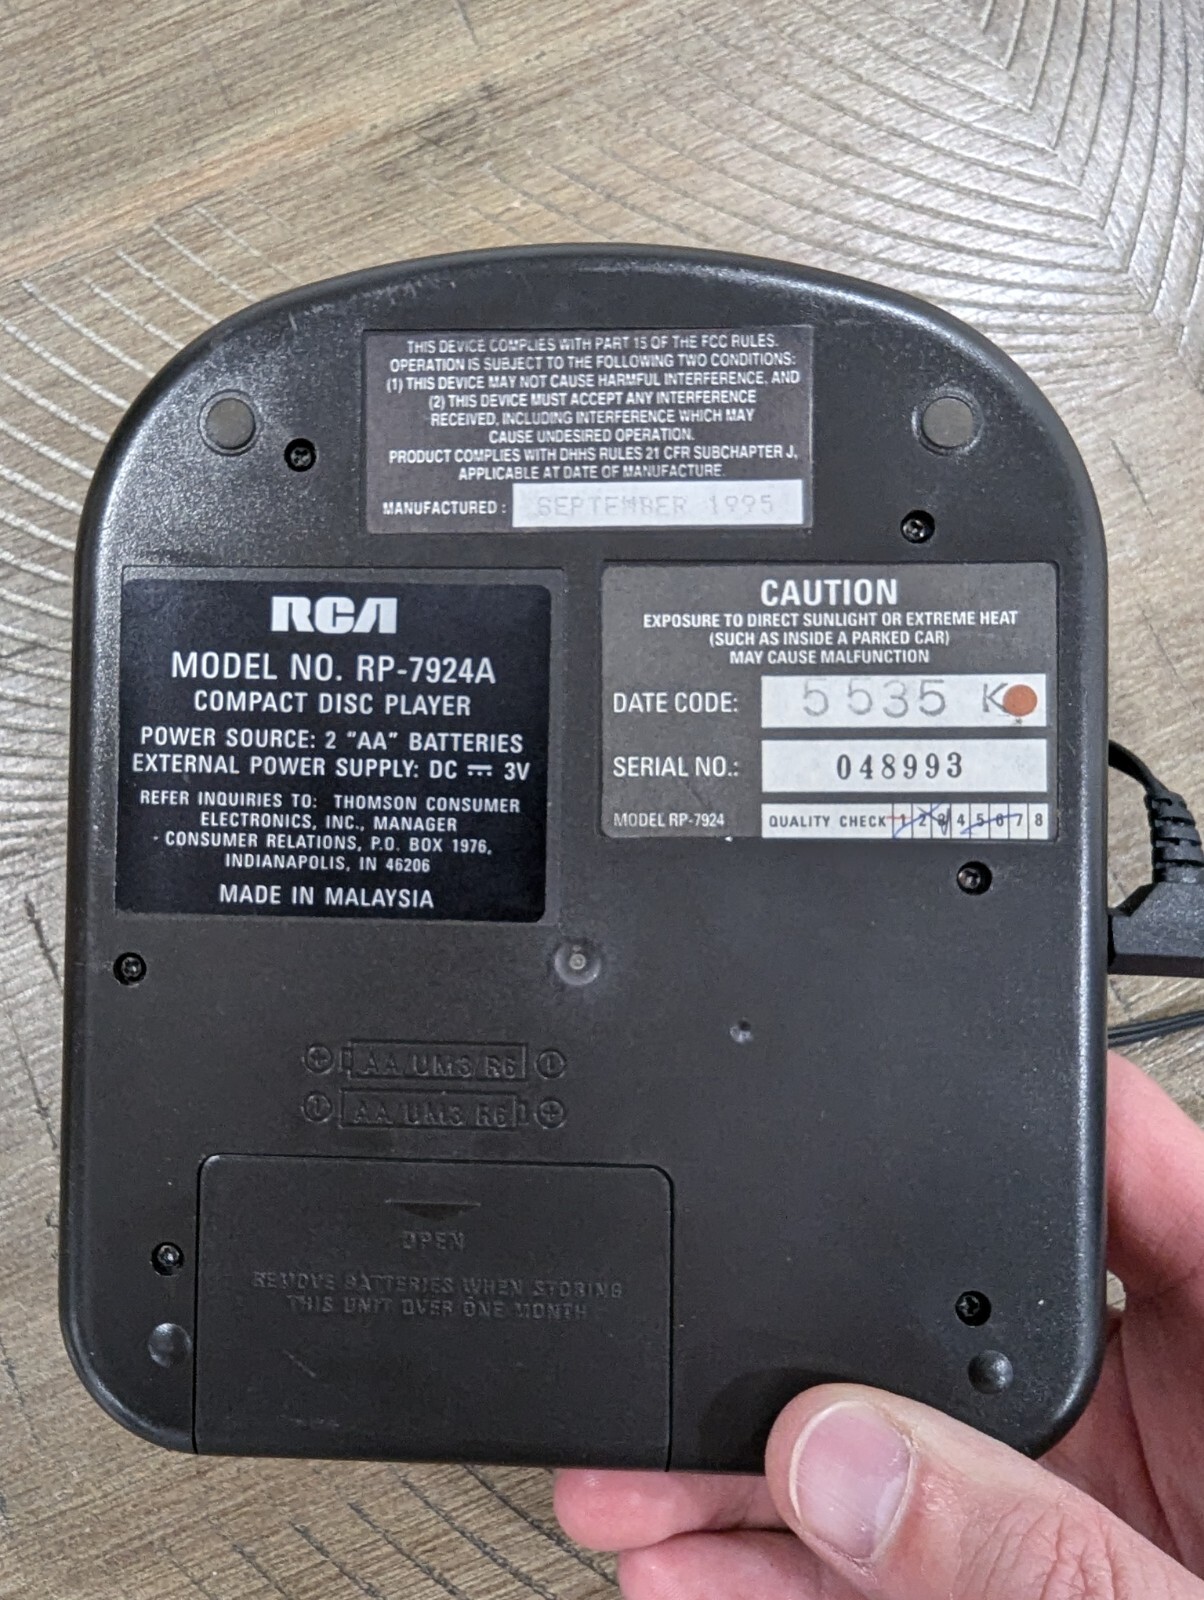 THIS DEVICE COMPLIES WITH PART 15 OF THE FCC RULES.
OPERATION IS SUBJECT TO THE FOLLOWING TWO CONDITIONS:
(1) THIS DEVICE MAY NOT CAUSE HARMFUL INTERFERENCE, AND
(2) THIS DEVICE MUST ACCEPT ANY INTERFERENCE
RECEIVED, INCLUDING INTERFERENCE WHICH MAY
CAUSE UNDESIRED OPERATION.
PRODUCT COMPLIES WITH DHHS RULES 21 CFR SUBCHAPTER J,
APPLICABLE AT DATE OF MANUFACTURE.
MANUFACTURED: SEPTEMBER 1995
RCA
MODEL NO. RP-7924A
COMPACT DISC PLAYER
POWER SOURCE: 2 "AA" BATTERIES
EXTERNAL POWER SUPPLY: DC ⎓ 3V
REFER INQUIRIES TO: THOMSON CONSUMER
ELECTRONICS, INC., MANAGER
CONSUMER RELATIONS, P.O. BOX 1976,
INDIANAPOLIS, IN 46206
MADE IN MALAYSIA
CAUTION
EXPOSURE TO DIRECT SUNLIGHT OR EXTREME HEAT
(SUCH AS INSIDE A PARKED CAR)
MAY CAUSE MALFUNCTION
DATE CODE: 5535 K
SERIAL NO.: 048993
MODEL RP-7924 QUALITY CHECK 1 2 3 4 5 6 7 8
+ AA/UM3/R6 -
- AA/UM3/R6 +
OPEN
REMOVE BATTERIES WHEN STORING
THIS UNIT OVER ONE MONTH